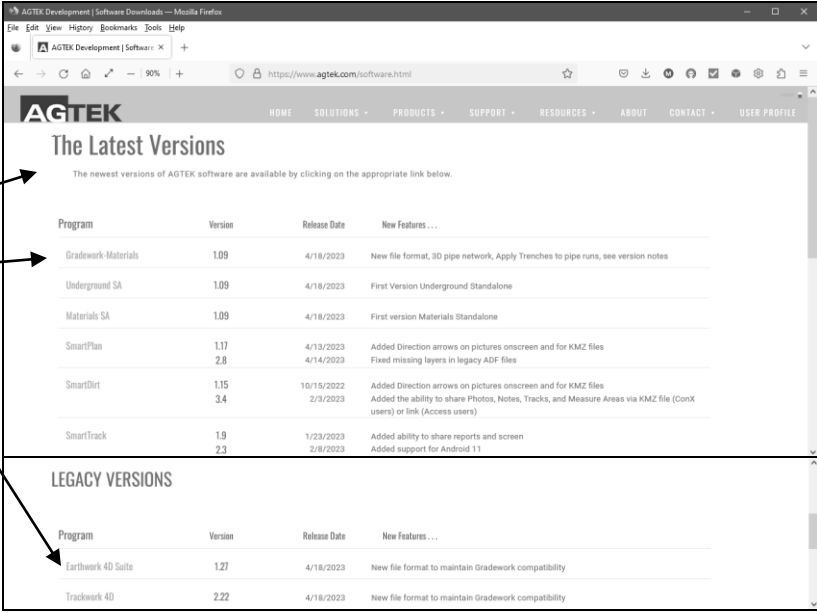 AGTEK Development | Software Downloads — Mozilla Firefox
File Edit View History Bookmarks Tools Help
AGTEK Development | Software
90%
https://www.agtek.com/software.html
AGTEK HOME SOLUTIONS PRODUCTS SUPPORT RESOURCES ABOUT CONTACT USER PROFILE
The Latest Versions
The newest versions of AGTEK software are available by clicking on the appropriate link below.
Program Version Release Date New Features . . .
Gradework-Materials 1.09 4/18/2023 New file format, 3D pipe network, Apply Trenches to pipe runs, see version notes
Underground SA 1.09 4/18/2023 First Version Underground Standalone
Materials SA 1.09 4/18/2023 First version Materials Standalone
SmartPlan 1.17 4/13/2023 Added Direction arrows on pictures onscreen and for KMZ files
2.8 4/14/2023 Fixed missing layers in legacy ADF files
SmartDirt 1.15 10/15/2022 Added Direction arrows on pictures onscreen and for KMZ files
3.4 2/3/2023 Added the ability to share Photos, Notes, Tracks, and Measure Areas via KMZ file (ConX
users) or link (Access users)
SmartTrack 1.9 1/23/2023 Added ability to share reports and screen
2.3 2/8/2023 Added support for Android 11
LEGACY VERSIONS
Program Version Release Date New Features . . .
Earthwork 4D Suite 1.27 4/18/2023 New file format to maintain Gradework compatibility
Trackwork 4D 2.22 4/18/2023 New file format to maintain Gradework compatibility